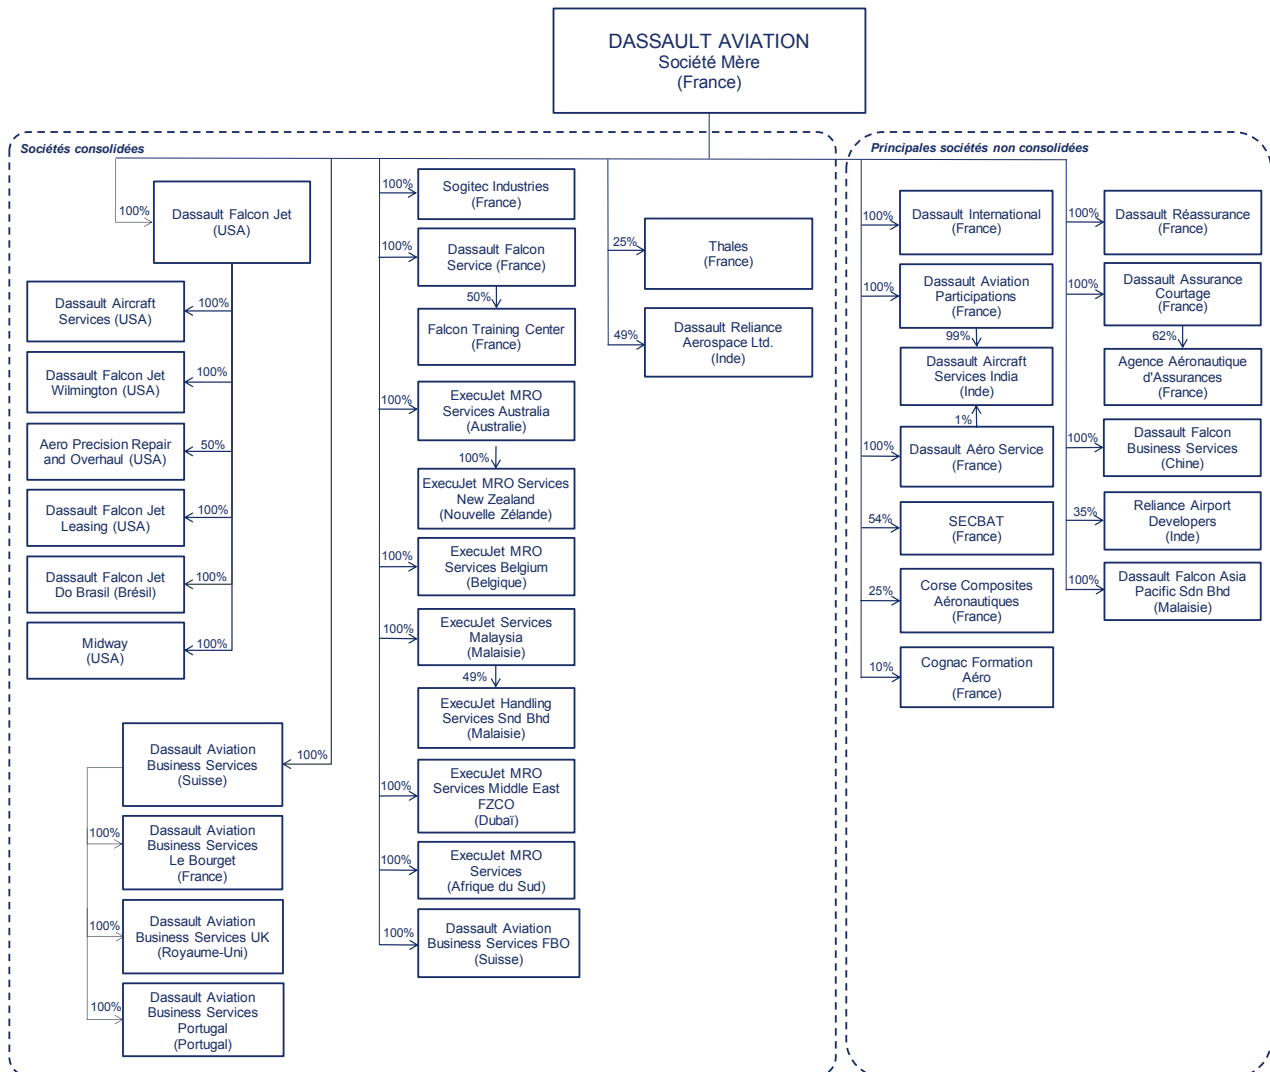 DASSAULT AVIATION
Société Mère
(France)
Sociétés consolidées
100%
Dassault Falcon Jet
(USA)
Dassault Aircraft
Services (USA)
100%
Dassault Falcon Jet
Wilmington (USA)
100%
Aero Precision Repair
and Overhaul (USA)
50%
Dassault Falcon Jet
Leasing (USA)
100%
Dassault Falcon Jet
Do Brasil (Brésil)
100%
Midway
(USA)
100%
Dassault Aviation
Business Services
(Suisse)
100%
100%
Dassault Aviation
Business Services
Le Bourget
(France)
100%
Dassault Aviation
Business Services UK
(Royaume-Uni)
100%
Dassault Aviation
Business Services
Portugal
(Portugal)
100%
Sogitec Industries
(France)
100%
Dassault Falcon
Service (France)
50%
Falcon Training Center
(France)
100%
ExecuJet MRO
Services Australia
(Australie)
100%
ExecuJet MRO Services
New Zealand
(Nouvelle Zélande)
100%
ExecuJet MRO
Services Belgium
(Belgique)
100%
ExecuJet Services
Malaysia
(Malaisie)
49%
ExecuJet Handling
Services Snd Bhd
(Malaisie)
100%
ExecuJet MRO
Services Middle East
FZCO
(Dubaï)
100%
ExecuJet MRO
Services
(Afrique du Sud)
100%
Dassault Aviation
Business Services FBO
(Suisse)
25%
Thales
(France)
49%
Dassault Reliance
Aerospace Ltd.
(Inde)
Principales sociétés non consolidées
100%
Dassault International
(France)
100%
Dassault Aviation
Participations
(France)
99%
Dassault Aircraft
Services India
(Inde)
1%
100%
Dassault Aéro Service
(France)
54%
SECBAT
(France)
25%
Corse Composites
Aéronautiques
(France)
10%
Cognac Formation
Aéro
(France)
100%
Dassault Réassurance
(France)
100%
Dassault Assurance
Courtage
(France)
62%
Agence Aéronautique
d'Assurances
(France)
100%
Dassault Falcon
Business Services
(Chine)
35%
Reliance Airport
Developers
(Inde)
100%
Dassault Falcon Asia
Pacific Sdn Bhd
(Malaisie)